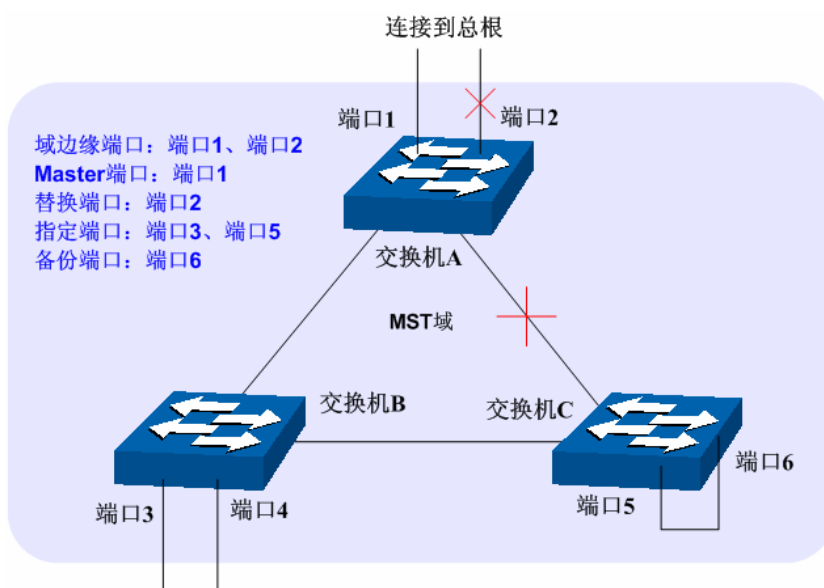 连接到总根
端口1
端口2
域边缘端口：端口1、端口2
Master端口：端口1
替换端口：端口2
指定端口：端口3、端口5
备份端口：端口6
交换机A
MST域
交换机B
交换机C
端口6
端口3
端口4
端口5